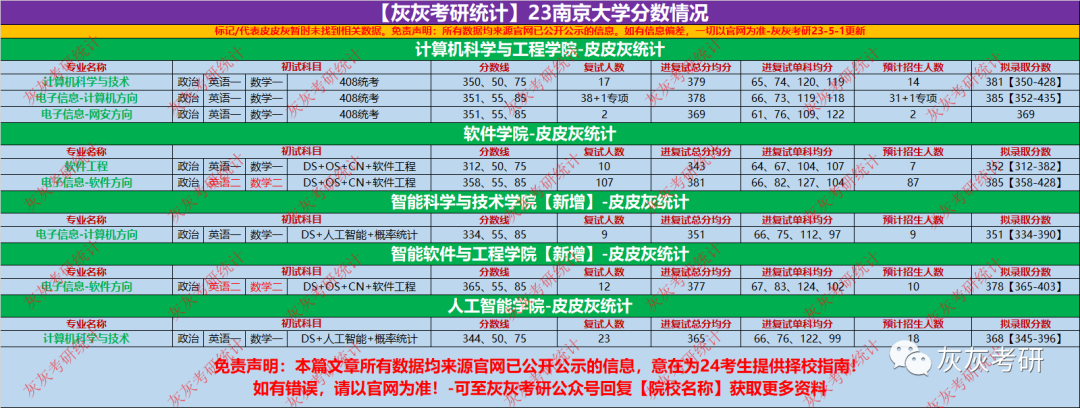 【灰灰考研统计】23南京大学分数情况
标记/代表皮皮灰暂时未找到相关数据。免责声明：所有数据均来源官网已公开公示的信息。如有信息偏差，一切以官网为准-灰灰考研23-5-1更新
计算机科学与工程学院-皮皮灰统计
专业名称 初试科目 分数线 复试人数 进复试总分均分 进复试单科均分 预计招生人数 拟录取分数
计算机科学与技术 政治 英语一 数学一 408统考 350、50、75 17 379 65、74、120、119 14 381【350-428】
电子信息-计算机方向 政治 英语一 数学一 408统考 351、55、85 38+1专项 378 66、73、119、118 31+1专项 385【352-435】
电子信息-网安方向 政治 英语一 数学一 408统考 351、55、85 2 369 61、76、109、122 2 369
软件学院-皮皮灰统计
专业名称 初试科目 分数线 复试人数 进复试总分均分 进复试单科均分 预计招生人数 拟录取分数
软件工程 政治 英语一 数学一 DS+OS+CN+软件工程 312、50、75 10 343 64、67、104、107 7 352【312-382】
电子信息-软件方向 政治 英语二 数学二 DS+OS+CN+软件工程 358、55、85 107 381 66、82、127、104 87 385【358-428】
智能科学与技术学院【新增】-皮皮灰统计
专业名称 初试科目 分数线 复试人数 进复试总分均分 进复试单科均分 预计招生人数 拟录取分数
电子信息-计算机方向 政治 英语一 数学一 DS+人工智能+概率统计 334、55、85 9 351 66、75、112、97 9 351【334-390】
智能软件与工程学院【新增】-皮皮灰统计
专业名称 初试科目 分数线 复试人数 进复试总分均分 进复试单科均分 预计招生人数 拟录取分数
电子信息-软件方向 政治 英语二 数学二 DS+OS+CN+软件工程 365、55、85 12 377 67、83、124、102 10 378【365-403】
人工智能学院-皮皮灰统计
专业名称 初试科目 分数线 复试人数 进复试总分均分 进复试单科均分 预计招生人数 拟录取分数
计算机科学与技术 政治 英语一 数学一 DS+人工智能+概率统计 344、50、75 23 365 66、76、122、99 18 368【345-396】
免责声明：本篇文章所有数据均来源官网已公开公示的信息，意在为24考生提供择校指南！
如有错误，请以官网为准！-可至灰灰考研公众号回复【院校名称】获取更多资料
灰灰考研
灰灰考研统计